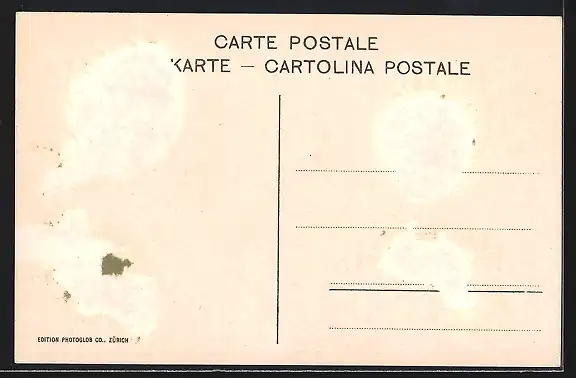 CARTE POSTALE
KARTE — CARTOLINA POSTALE
EDITION PHOTOGLOB CO., ZÜRICH